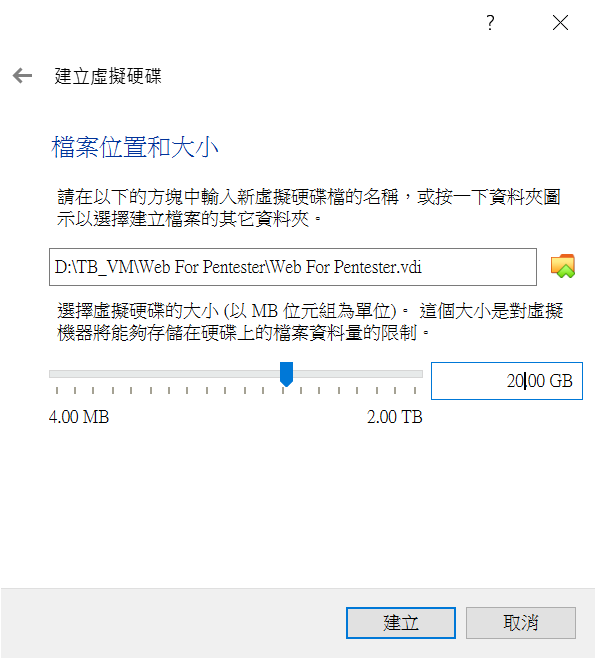 ?
建立虛擬硬碟
檔案位置和大小
請在以下的方塊中輸入新虛擬硬碟檔的名稱，或按一下資料夾圖
示以選擇建立檔案的其它資料夾。
D:\TB_VM\Web For Pentester\Web For Pentester.vdi
選擇虛擬硬碟的大小 (以 MB 位元組為單位)。 這個大小是對虛擬
機器將能夠存儲在硬碟上的檔案資料量的限制。
20.00 GB
4.00 MB
2.00 TB
建立
取消